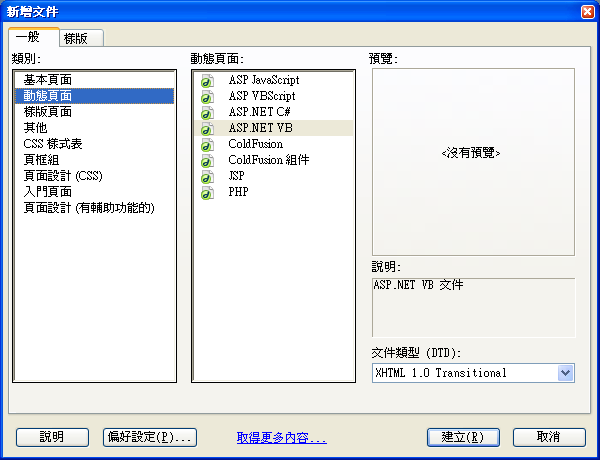 新增文件
一般
樣版
類別:
基本頁面
動態頁面
樣版頁面
其他
CSS 樣式表
頁框組
頁面設計 (CSS)
入門頁面
頁面設計 (有輔助功能的)
動態頁面:
ASP JavaScript
ASP VBScript
ASP.NET C#
ASP.NET VB
ColdFusion
ColdFusion 組件
JSP
PHP
預覽:
<沒有預覽>
說明:
ASP.NET VB 文件
文件類型 (DTD):
XHTML 1.0 Transitional
說明
偏好設定(P)...
取得更多內容...
建立(R)
取消